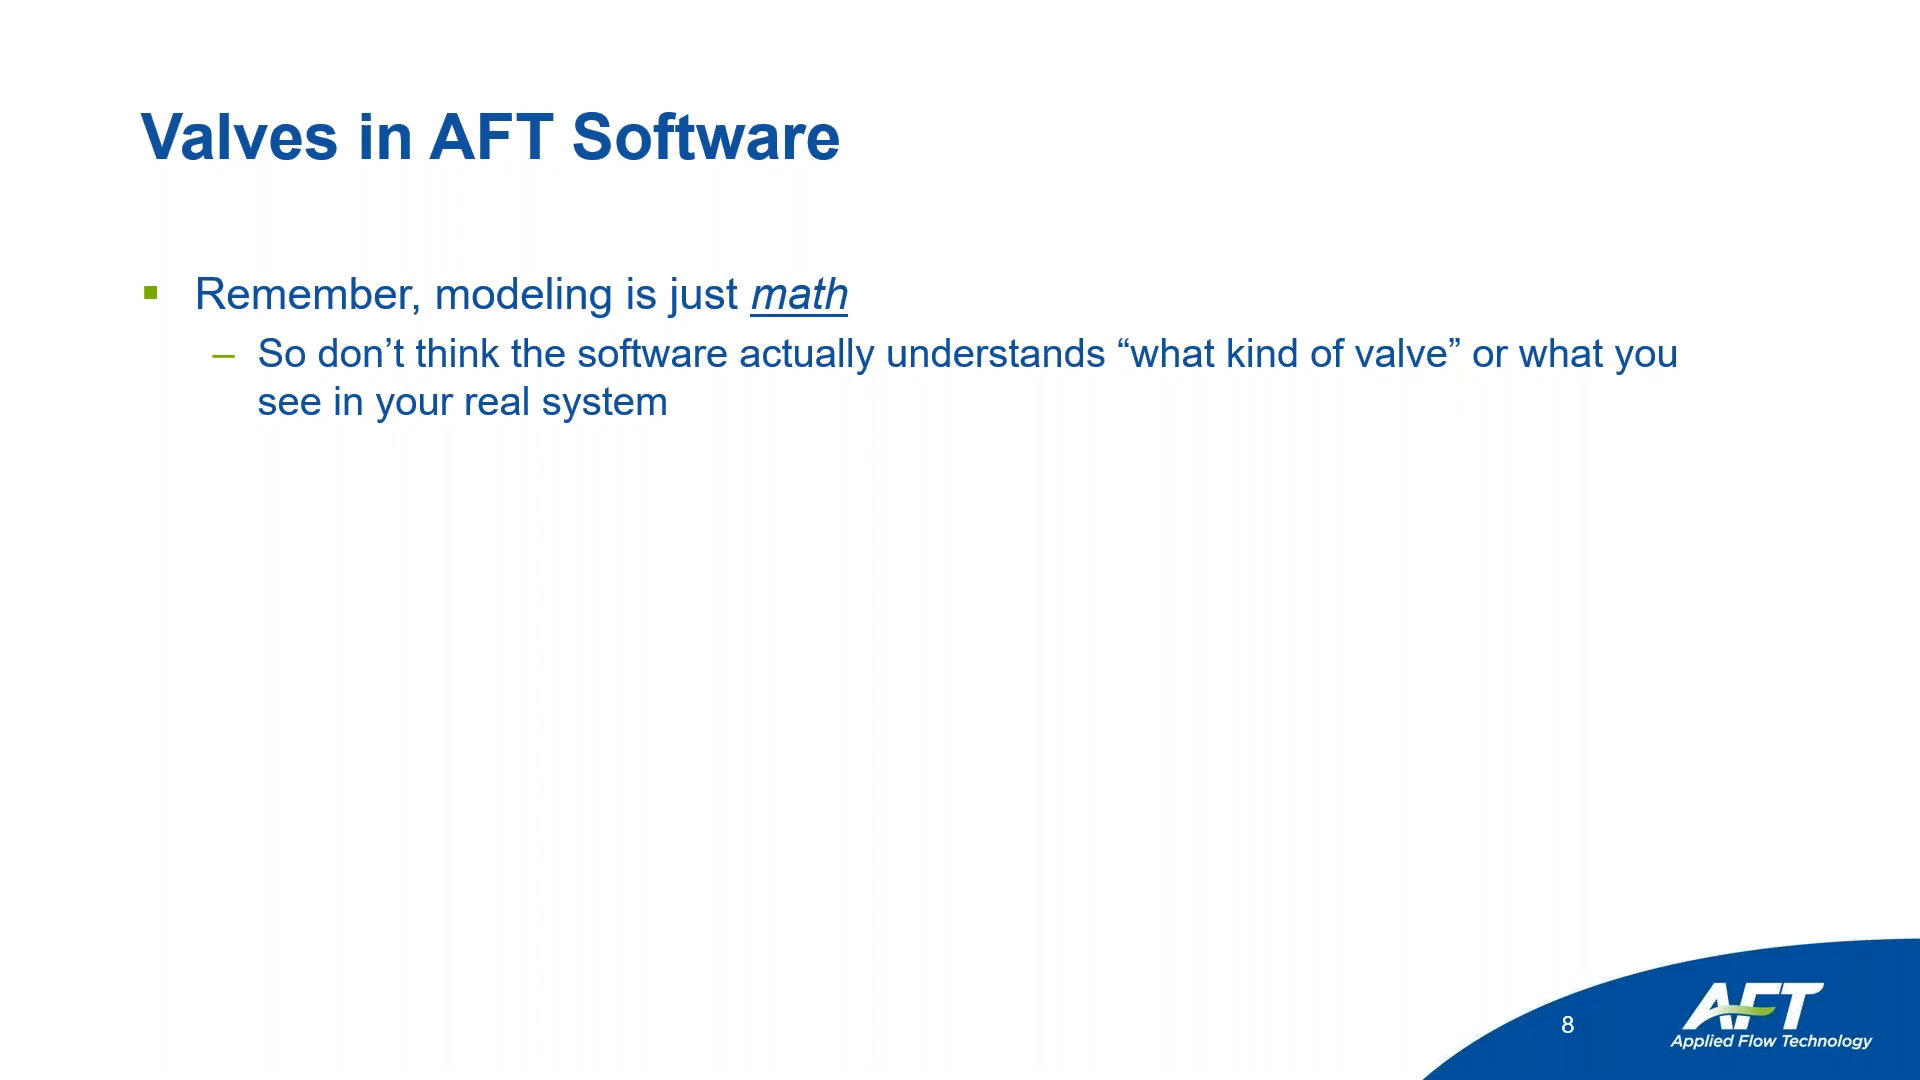 Valves in AFT Software
Remember, modeling is just math
– So don’t think the software actually understands “what kind of valve” or what you
see in your real system
8
AFT
Applied Flow Technology